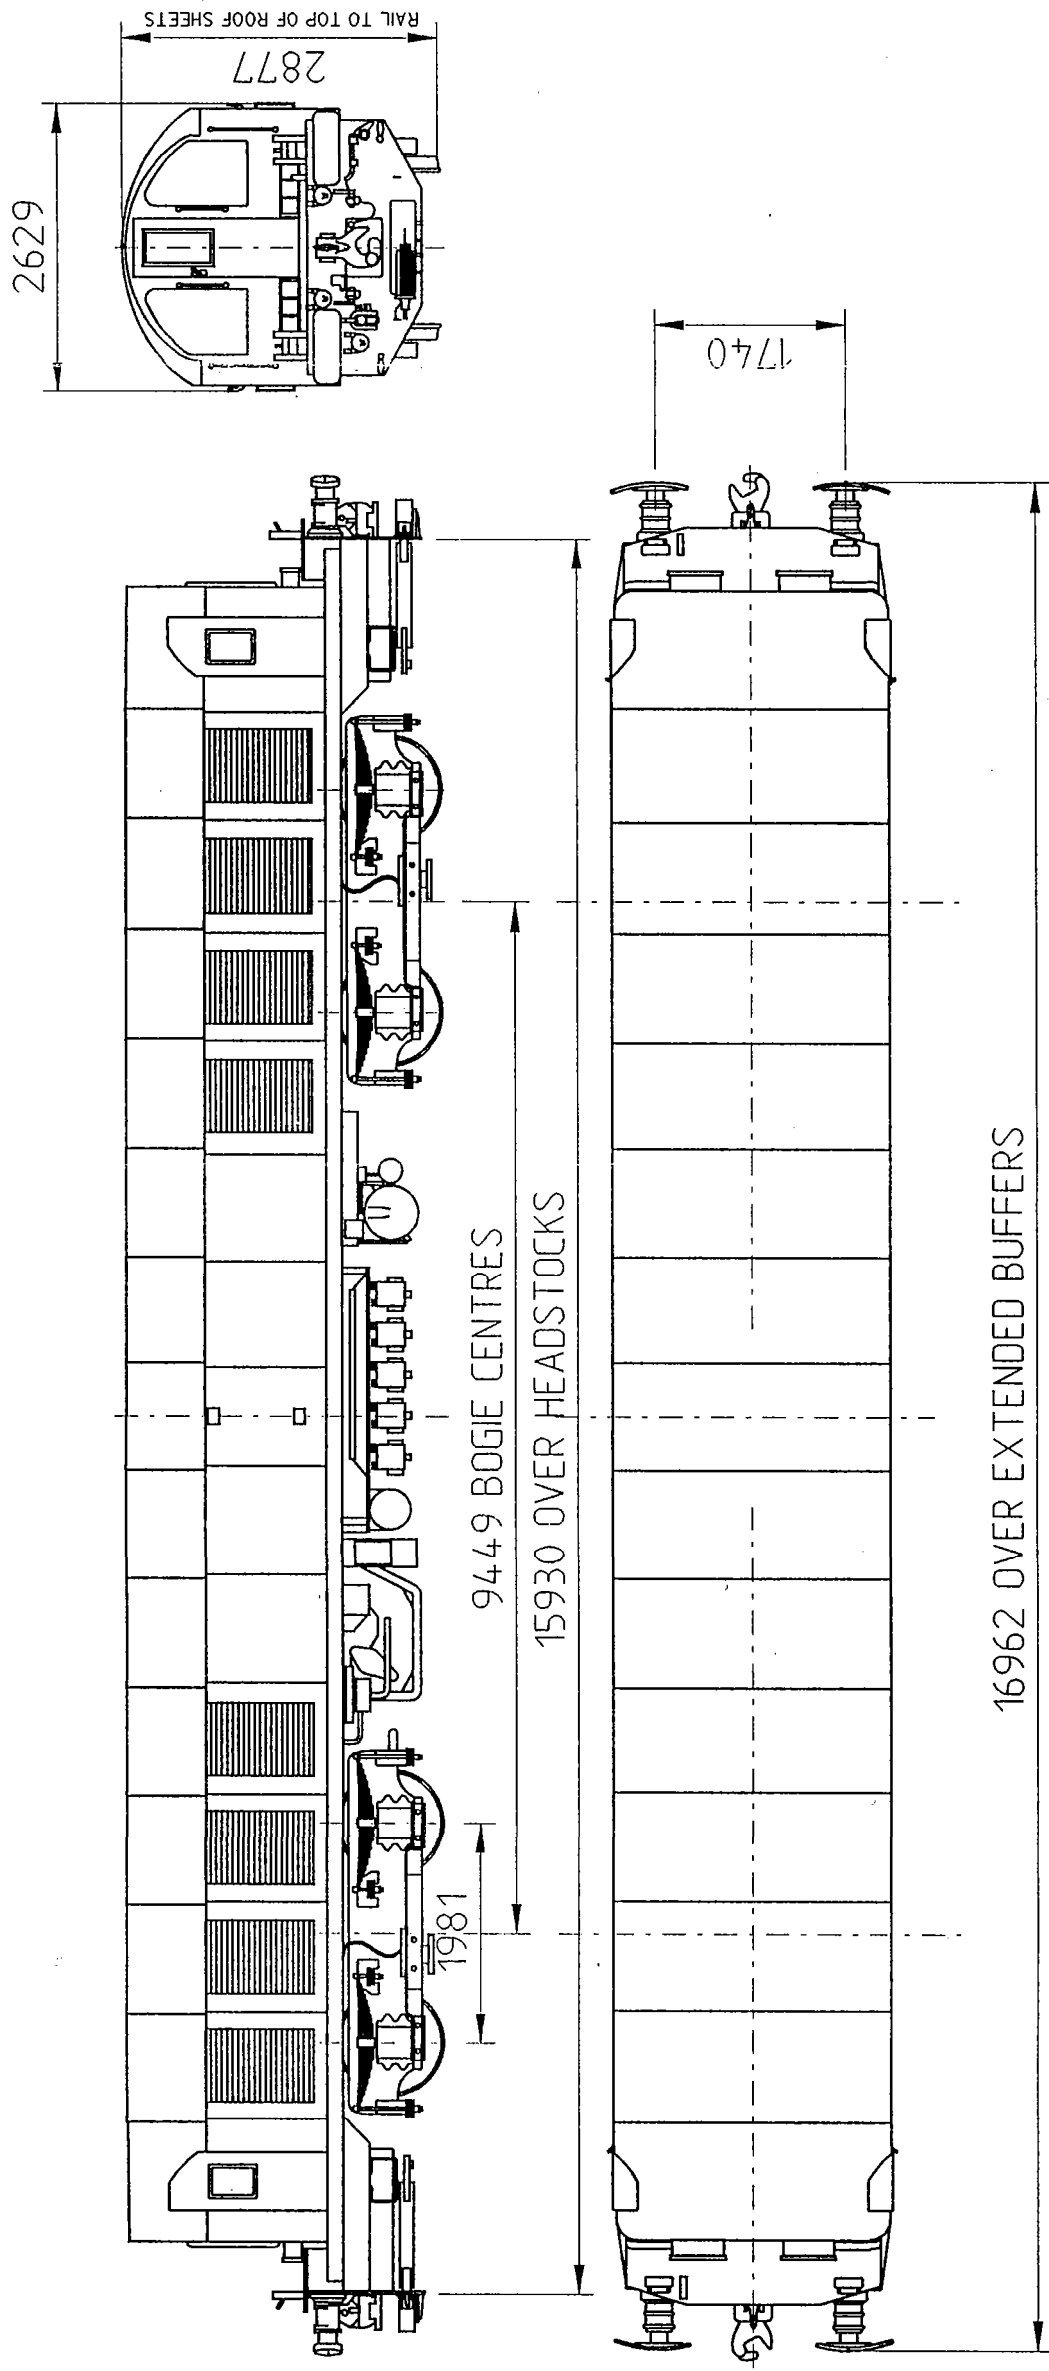 2629
2877
RAIL TO TOP OF ROOF SHEETS
1740
9449 BOGIE CENTRES
15930 OVER HEADSTOCKS
1981
16962 OVER EXTENDED BUFFERS